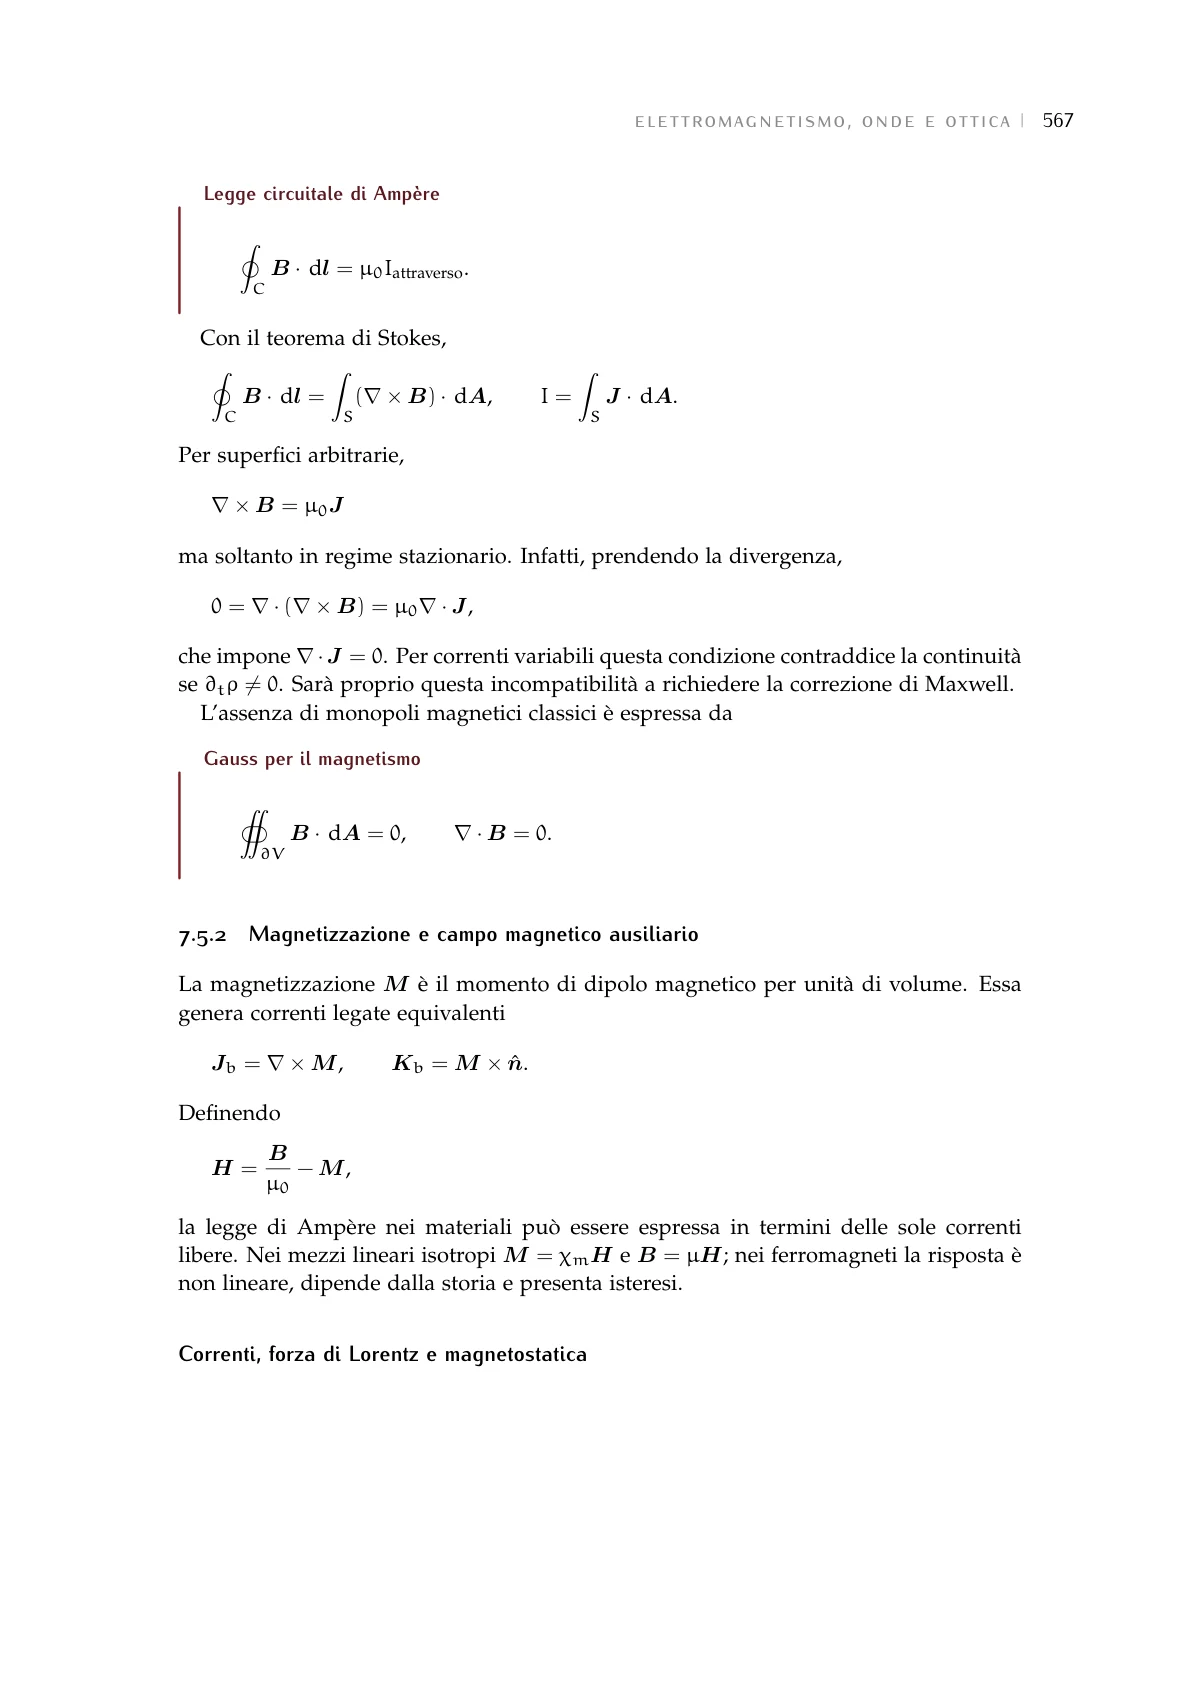 ELETTROMAGNETISMO, ONDE E OTTICA | 567
Legge circuitale di Ampère
∮_C B · dl = μ₀I_attraverso.
Con il teorema di Stokes,
∮_C B · dl = ∫_S (∇ × B) · dA, I = ∫_S J · dA.
Per superfici arbitrarie,
∇ × B = μ₀J
ma soltanto in regime stazionario. Infatti, prendendo la divergenza,
0 = ∇ · (∇ × B) = μ₀∇ · J,
che impone ∇ · J = 0. Per correnti variabili questa condizione contraddice la continuità
se ∂_tρ ≠ 0. Sarà proprio questa incompatibilità a richiedere la correzione di Maxwell.
L’assenza di monopoli magnetici classici è espressa da
Gauss per il magnetismo
∯_∂V B · dA = 0, ∇ · B = 0.
7.5.2 Magnetizzazione e campo magnetico ausiliario
La magnetizzazione M è il momento di dipolo magnetico per unità di volume. Essa
genera correnti legate equivalenti
J_b = ∇ × M, K_b = M × n̂.
Definendo
H = B/μ₀ − M,
la legge di Ampère nei materiali può essere espressa in termini delle sole correnti
libere. Nei mezzi lineari isotropi M = χ_mH e B = μH; nei ferromagneti la risposta è
non lineare, dipende dalla storia e presenta isteresi.
Correnti, forza di Lorentz e magnetostatica